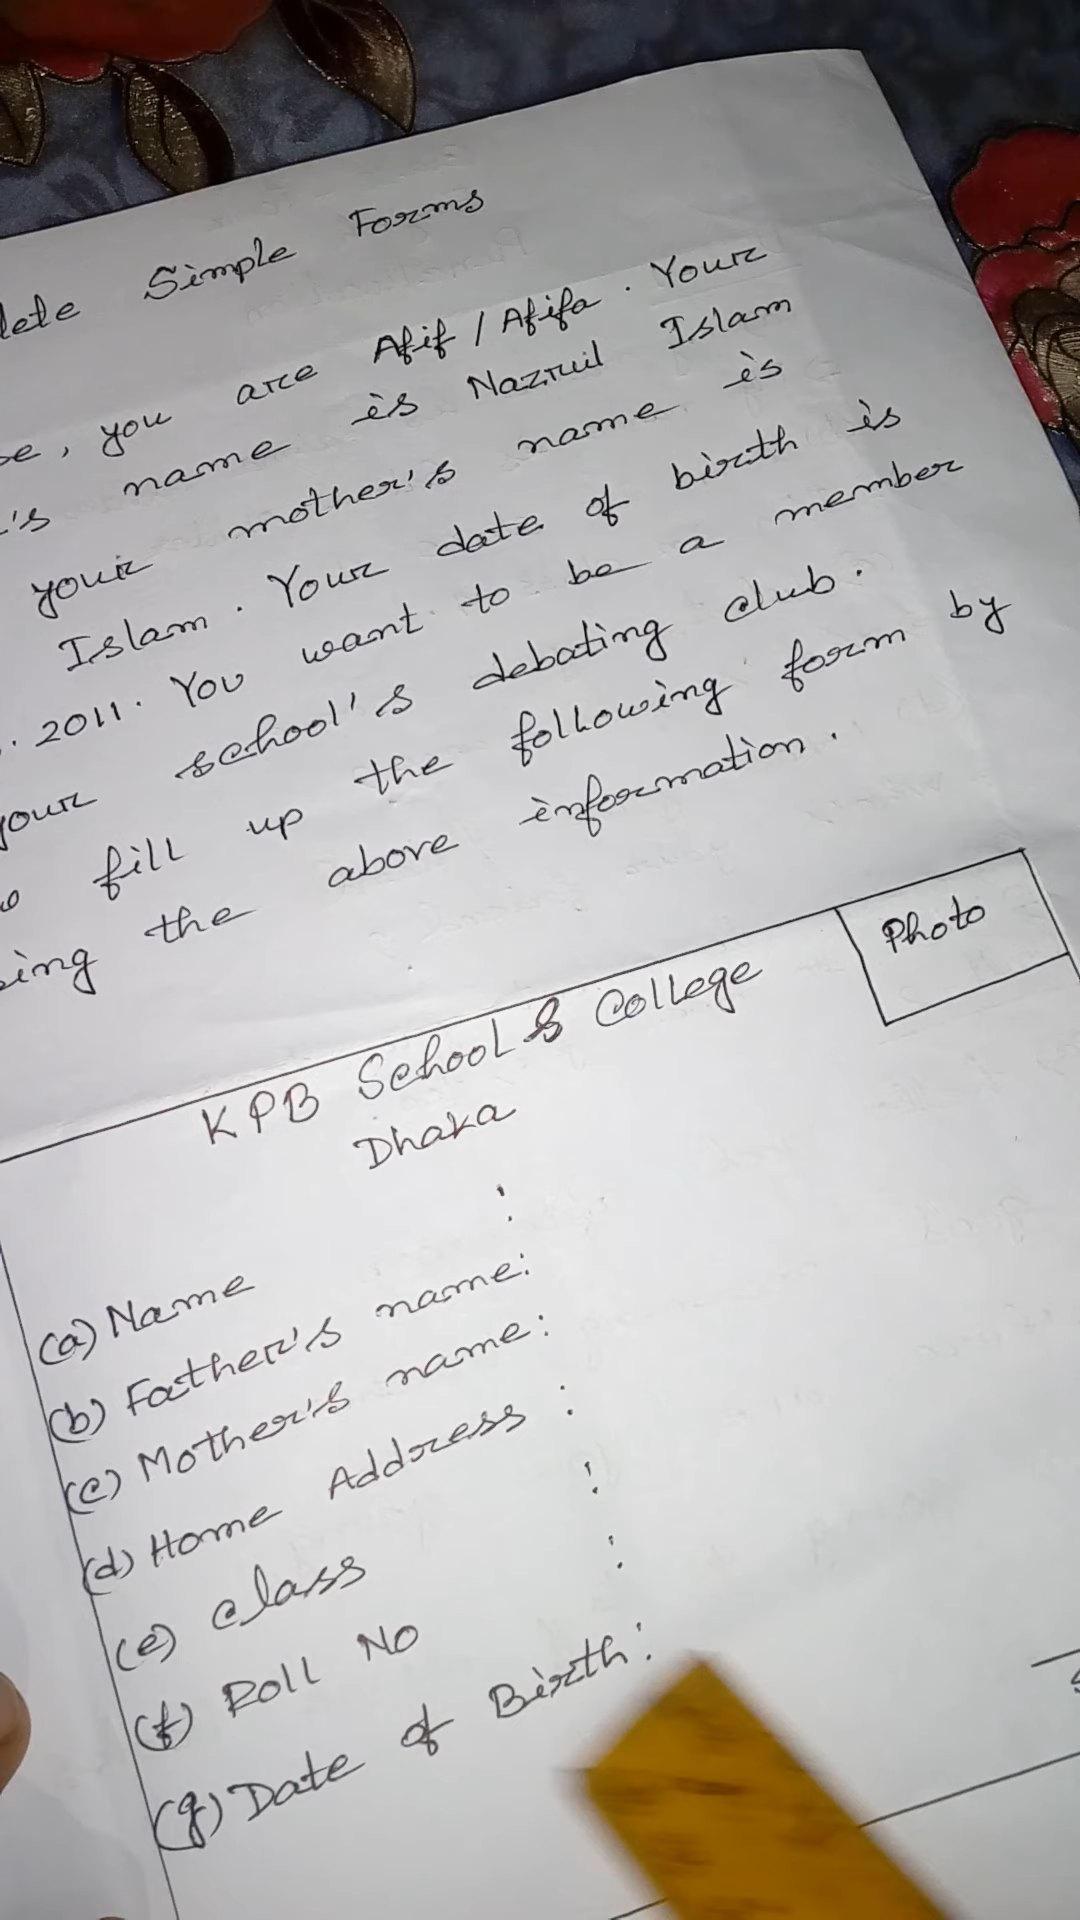 Simple Forms
you are Afif / Afifa. Your
name is Nazrul Islam
your mother's name is
Islam. Your date of birth is
2011. You want to be a member
your school's debating club.
fill up the following form by
the above information.
Photo
KPB School & College
Dhaka
(a) Name :
(b) Father's name:
(c) Mother's name:
(d) Home Address :
(e) class :
(f) Roll No :
(g) Date of Birth: